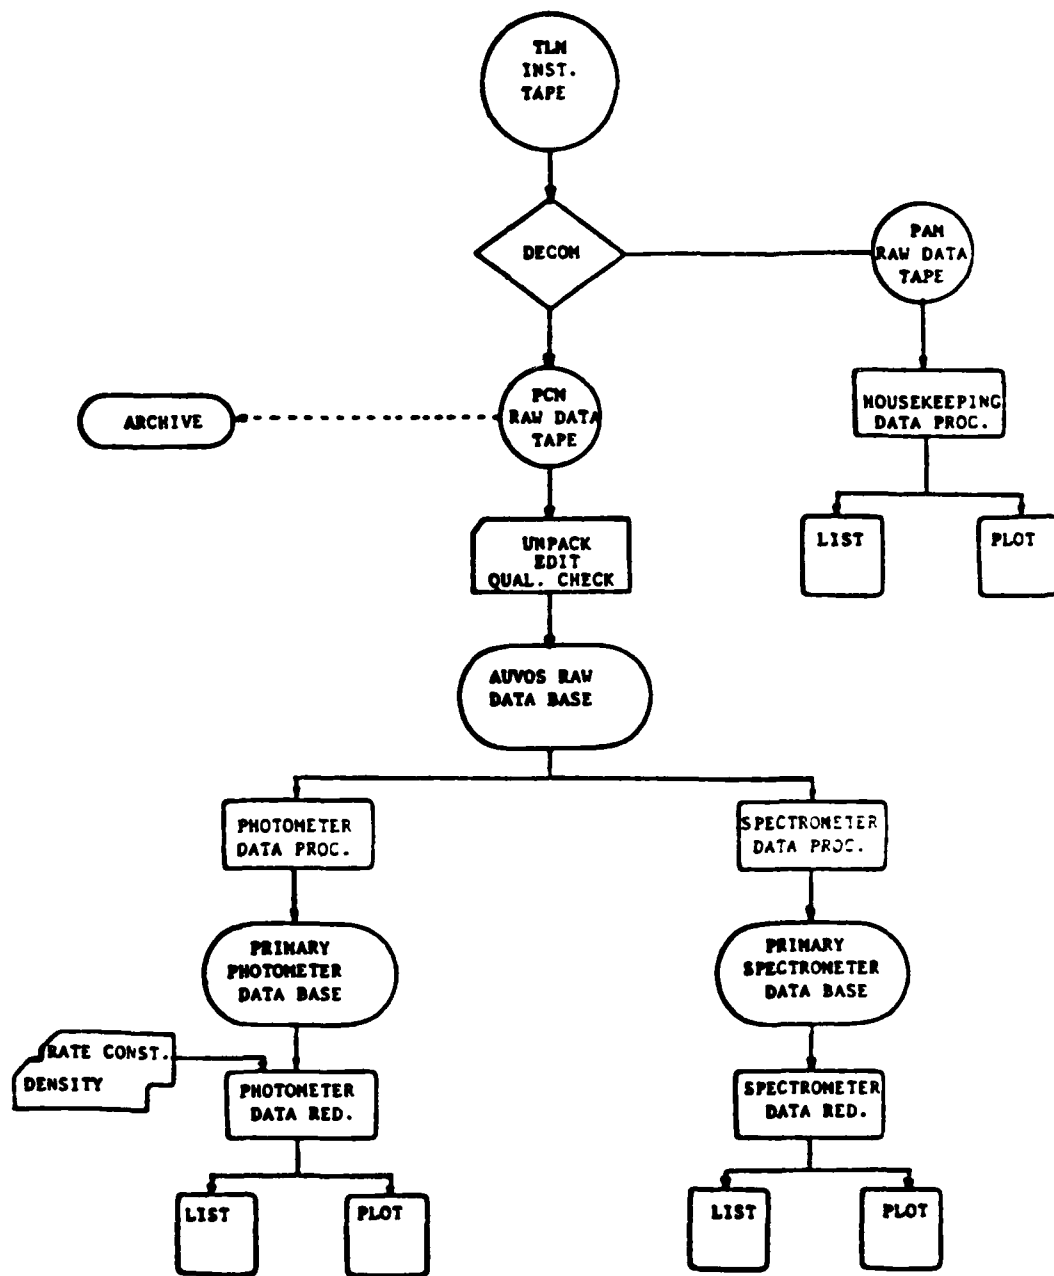 TLM
INST.
TAPE
DECOM
PAM
RAW DATA
TAPE
PCM
RAW DATA
TAPE
ARCHIVE
HOUSEKEEPING
DATA PROC.
LIST
PLOT
UNPACK
EDIT
QUAL. CHECK
AUVOS RAW
DATA BASE
PHOTOMETER
DATA PROC.
SPECTROMETER
DATA PROC.
PRIMARY
PHOTOMETER
DATA BASE
PRIMARY
SPECTROMETER
DATA BASE
RATE CONST.
DENSITY
PHOTOMETER
DATA RED.
SPECTROMETER
DATA RED.
LIST
PLOT
LIST
PLOT